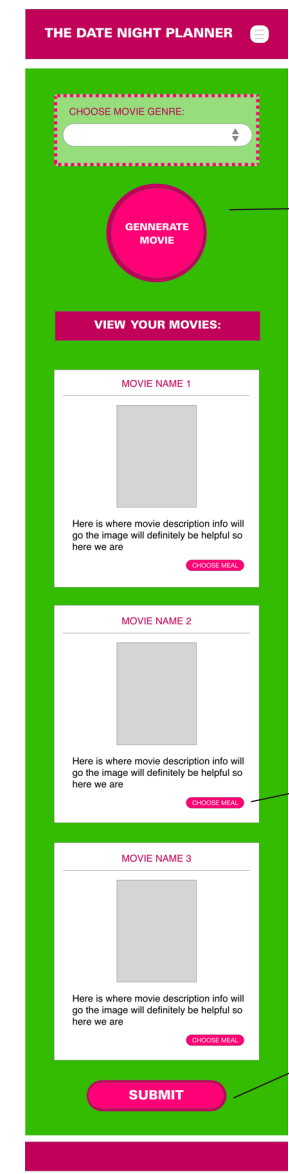 THE DATE NIGHT PLANNER
CHOOSE MOVIE GENRE:
GENNERATE
MOVIE
VIEW YOUR MOVIES:
MOVIE NAME 1
Here is where movie description info will
go the image will definitely be helpful so
here we are
CHOOSE MEAL
MOVIE NAME 2
Here is where movie description info will
go the image will definitely be helpful so
here we are
CHOOSE MEAL
MOVIE NAME 3
Here is where movie description info will
go the image will definitely be helpful so
here we are
CHOOSE MEAL
SUBMIT